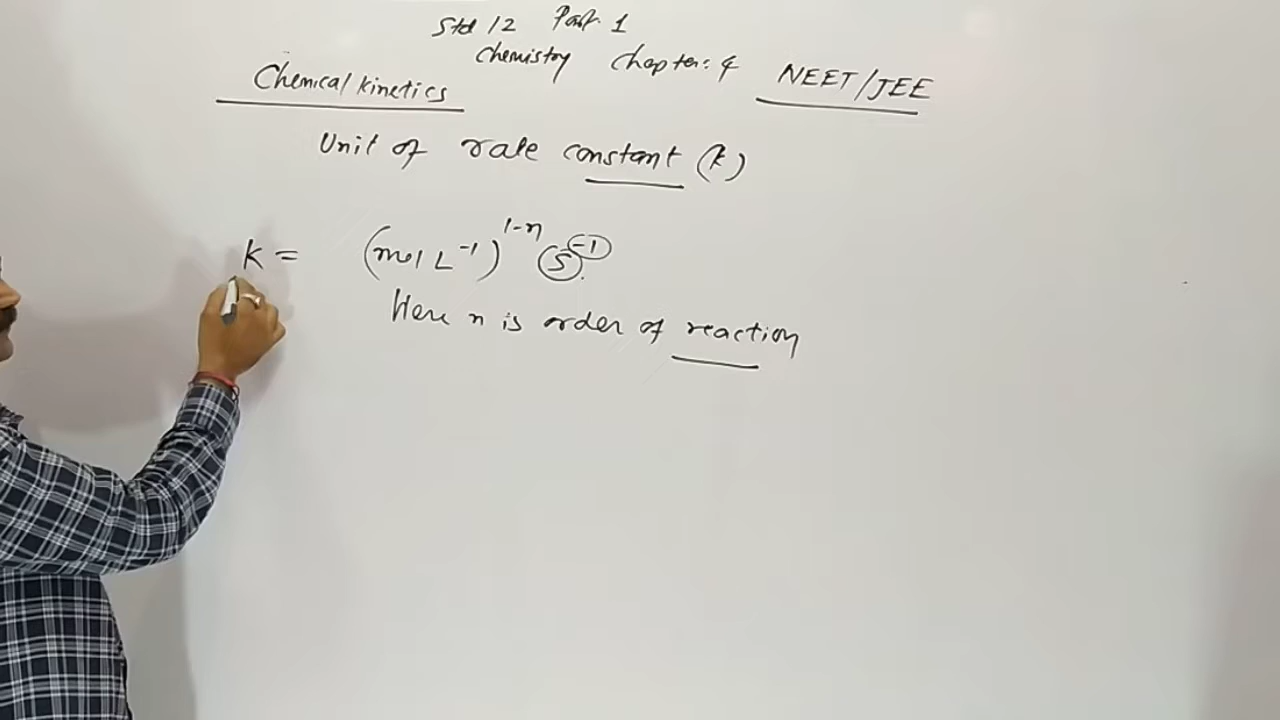 Std 12 Part 1
Chemistry Chapter: 4 NEET/JEE
Chemical kinetics
Unit of rate constant (k)
k = (mol L⁻¹)¹⁻ⁿ s⁻¹.
Here n is order of reaction